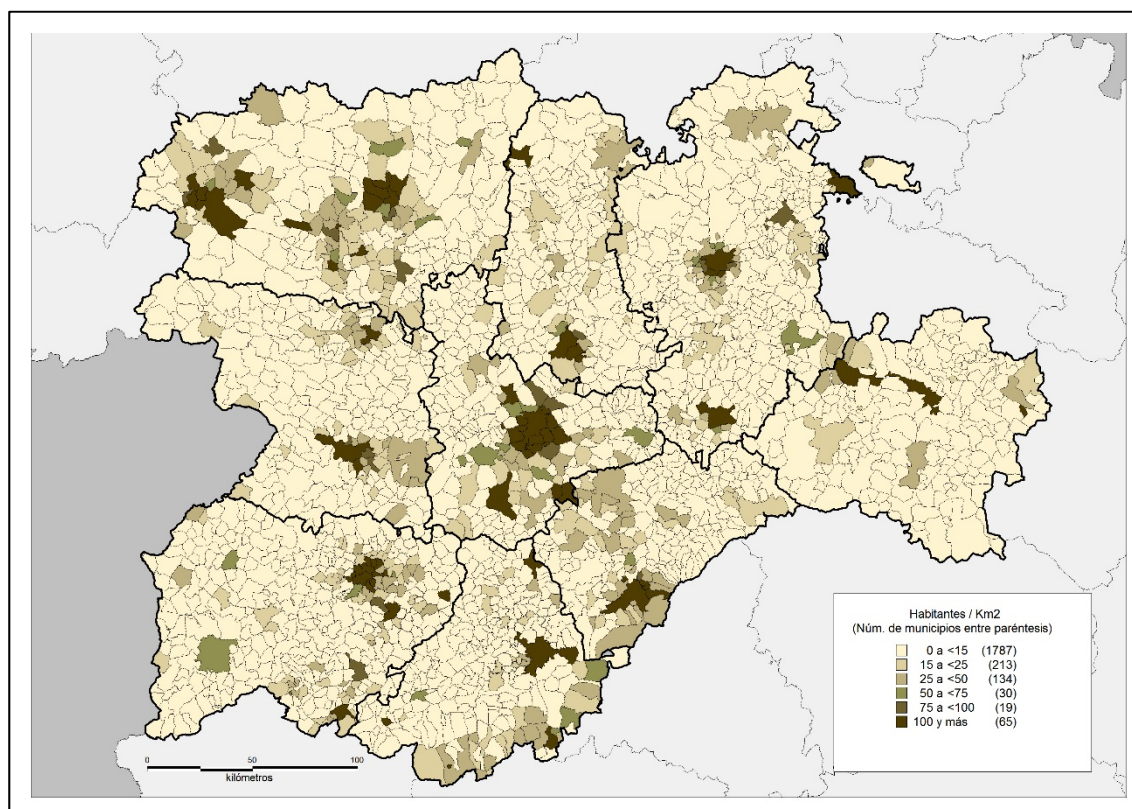 Habitantes / Km2
(Núm. de municipios entre paréntesis)
0 a <15 (1787)
15 a <25 (213)
25 a <50 (134)
50 a <75 (30)
75 a <100 (19)
100 y más (65)
0 50 100
kilómetros